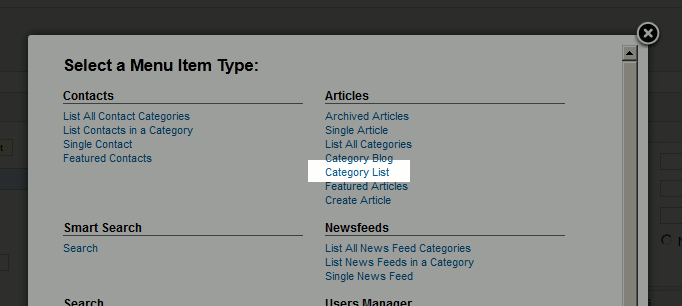 Select a Menu Item Type:
Contacts
List All Contact Categories
List Contacts in a Category
Single Contact
Featured Contacts
Articles
Archived Articles
Single Article
List All Categories
Category Blog
Category List
Featured Articles
Create Article
Smart Search
Search
Newsfeeds
List All News Feed Categories
List News Feeds in a Category
Single News Feed
Search
Users Manager